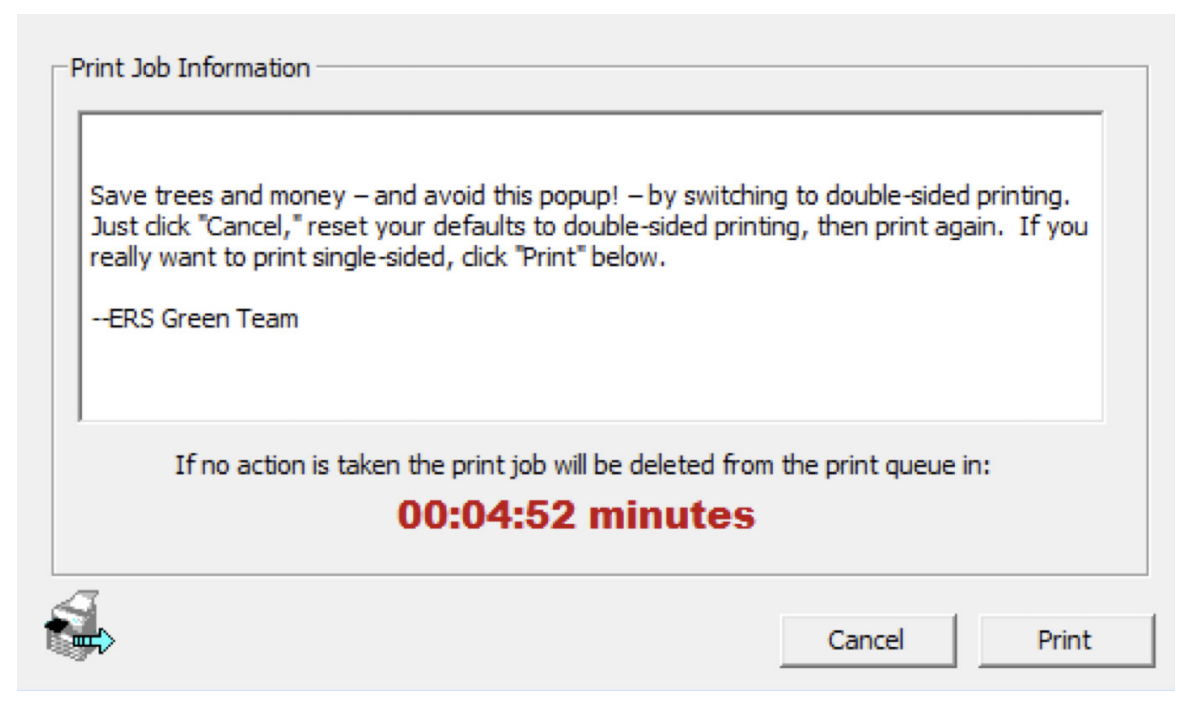 Print Job Information
Save trees and money – and avoid this popup! – by switching to double-sided printing.
Just click "Cancel," reset your defaults to double-sided printing, then print again.  If you
really want to print single-sided, click "Print" below.
--ERS Green Team
If no action is taken the print job will be deleted from the print queue in:
00:04:52 minutes
Cancel Print